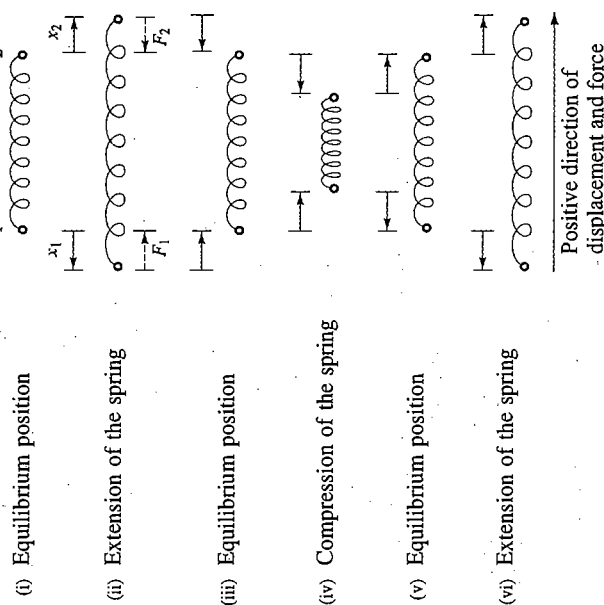 (i) Equilibrium position
x₁
x₂
(ii) Extension of the spring
F₁
F₂
(iii) Equilibrium position
(iv) Compression of the spring
(v) Equilibrium position
(vi) Extension of the spring
Positive direction of
displacement and force